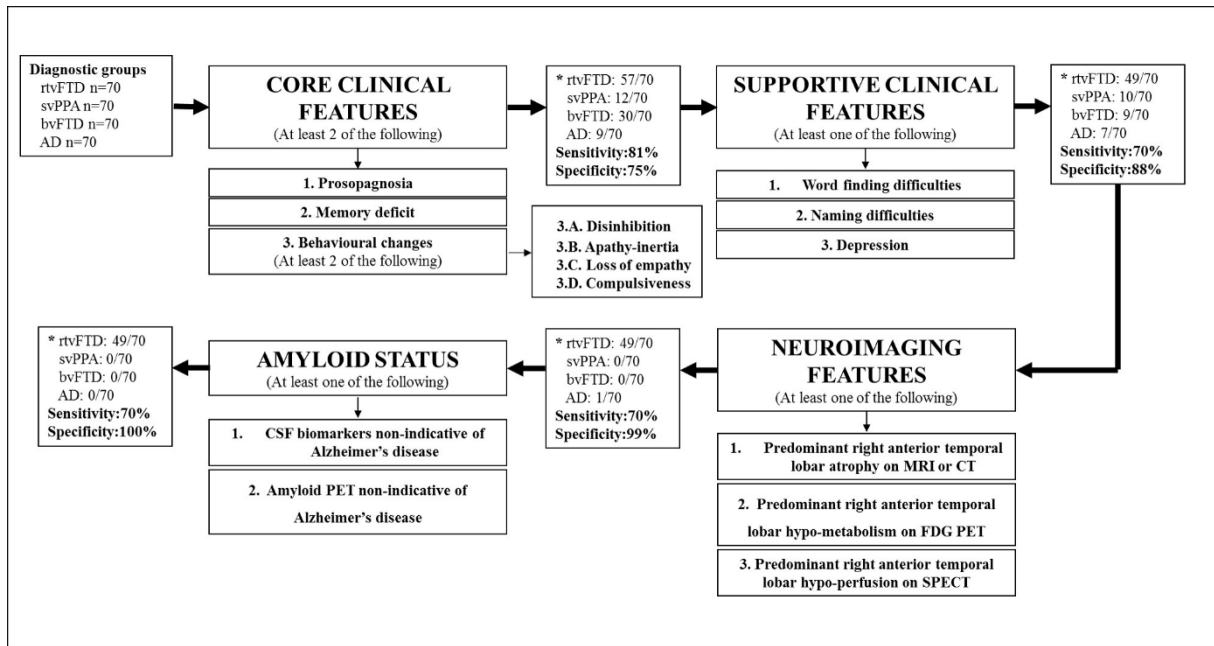 Diagnostic groups
rtvFTD n=70
svPPA n=70
bvFTD n=70
AD n=70
CORE CLINICAL
FEATURES
(At least 2 of the following)
1. Prosopagnosia
2. Memory deficit
3. Behavioural changes
(At least 2 of the following)
3.A. Disinhibition
3.B. Apathy-inertia
3.C. Loss of empathy
3.D. Compulsiveness
* rtvFTD: 57/70
svPPA: 12/70
bvFTD: 30/70
AD: 9/70
Sensitivity:81%
Specificity:75%
SUPPORTIVE CLINICAL
FEATURES
(At least one of the following)
1. Word finding difficulties
2. Naming difficulties
3. Depression
* rtvFTD: 49/70
svPPA: 10/70
bvFTD: 9/70
AD: 7/70
Sensitivity:70%
Specificity:88%
NEUROIMAGING
FEATURES
(At least one of the following)
1. Predominant right anterior temporal
lobar atrophy on MRI or CT
2. Predominant right anterior temporal
lobar hypo-metabolism on FDG PET
3. Predominant right anterior temporal
lobar hypo-perfusion on SPECT
* rtvFTD: 49/70
svPPA: 0/70
bvFTD: 0/70
AD: 1/70
Sensitivity:70%
Specificity:99%
AMYLOID STATUS
(At least one of the following)
1. CSF biomarkers non-indicative of
Alzheimer's disease
2. Amyloid PET non-indicative of
Alzheimer's disease
* rtvFTD: 49/70
svPPA: 0/70
bvFTD: 0/70
AD: 0/70
Sensitivity:70%
Specificity:100%